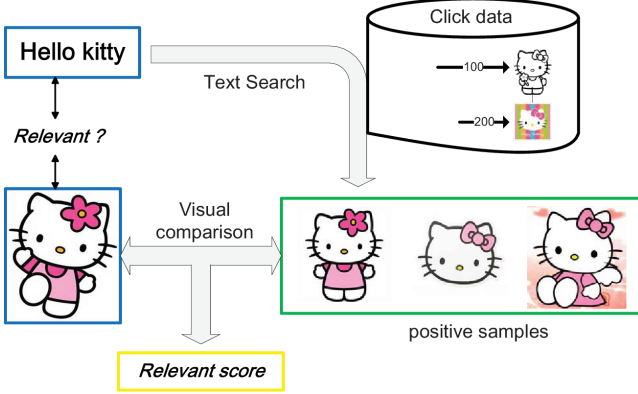 Click data
Hello kitty
100
Text Search
200
Relevant ?
Visual
comparison
positive samples
Relevant score